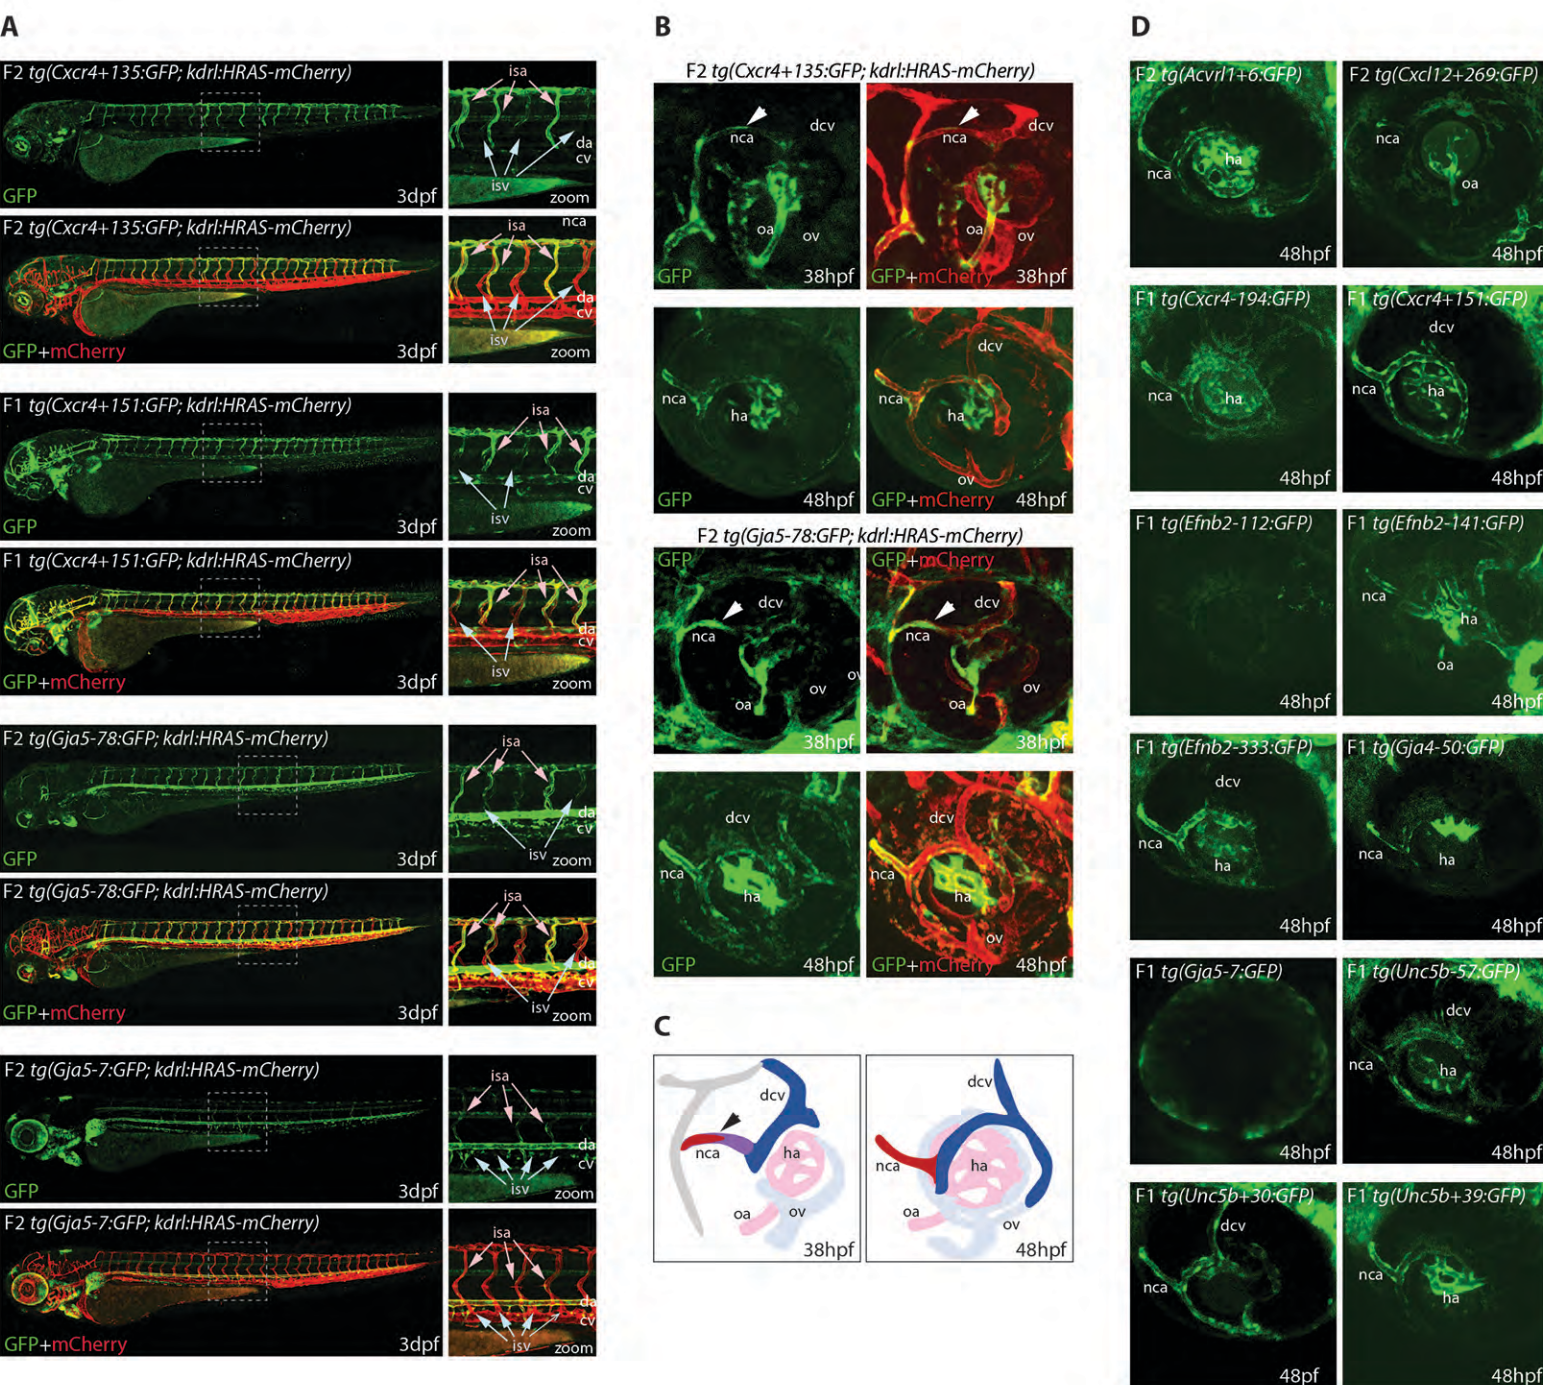 A
F2 tg(Cxcr4+135:GFP; kdrl:HRAS-mCherry)
GFP
3dpf
isa
da
cv
isv
zoom
F2 tg(Cxcr4+135:GFP; kdrl:HRAS-mCherry)
GFP+mCherry
3dpf
nca
isa
da
cv
isv
zoom
F1 tg(Cxcr4+151:GFP; kdrl:HRAS-mCherry)
GFP
3dpf
isa
da
cv
isv
zoom
F1 tg(Cxcr4+151:GFP; kdrl:HRAS-mCherry)
GFP+mCherry
3dpf
isa
da
cv
isv
zoom
F2 tg(Gja5-78:GFP; kdrl:HRAS-mCherry)
GFP
3dpf
isa
da
cv
isv
zoom
F2 tg(Gja5-78:GFP; kdrl:HRAS-mCherry)
GFP+mCherry
3dpf
isa
da
cv
isv
zoom
F2 tg(Gja5-7:GFP; kdrl:HRAS-mCherry)
GFP
3dpf
isa
da
cv
isv
zoom
F2 tg(Gja5-7:GFP; kdrl:HRAS-mCherry)
GFP+mCherry
3dpf
isa
da
cv
isv
zoom
B
F2 tg(Cxcr4+135:GFP; kdrl:HRAS-mCherry)
dcv
nca
oa
ov
GFP
38hpf
dcv
nca
oa
ov
GFP+mCherry
38hpf
nca
ha
GFP
48hpf
dcv
nca
ha
ov
GFP+mCherry
48hpf
F2 tg(Gja5-78:GFP; kdrl:HRAS-mCherry)
GFP
dcv
nca
ov
ov
oa
38hpf
GFP+mCherry
dcv
nca
ov
oa
38hpf
dcv
nca
ha
GFP
48hpf
dcv
nca
ha
ov
GFP+mCherry
48hpf
C
dcv
nca
ha
oa
ov
38hpf
dcv
nca
ha
oa
ov
48hpf
D
F2 tg(Acvrl1+6:GFP)
ha
nca
48hpf
F2 tg(Cxcl12+269:GFP)
nca
oa
48hpf
F1 tg(Cxcr4-194:GFP)
nca
ha
48hpf
F1 tg(Cxcr4+151:GFP)
dcv
nca
ha
48hpf
F1 tg(Efnb2-112:GFP)
48hpf
F1 tg(Efnb2-141:GFP)
nca
ha
oa
48hpf
F1 tg(Efnb2-333:GFP)
dcv
nca
ha
48hpf
F1 tg(Gja4-50:GFP)
nca
ha
48hpf
F1 tg(Gja5-7:GFP)
48hpf
F1 tg(Unc5b-57:GFP)
dcv
nca
ha
48hpf
F1 tg(Unc5b+30:GFP)
dcv
nca
48pf
F1 tg(Unc5b+39:GFP)
nca
ha
48hpf